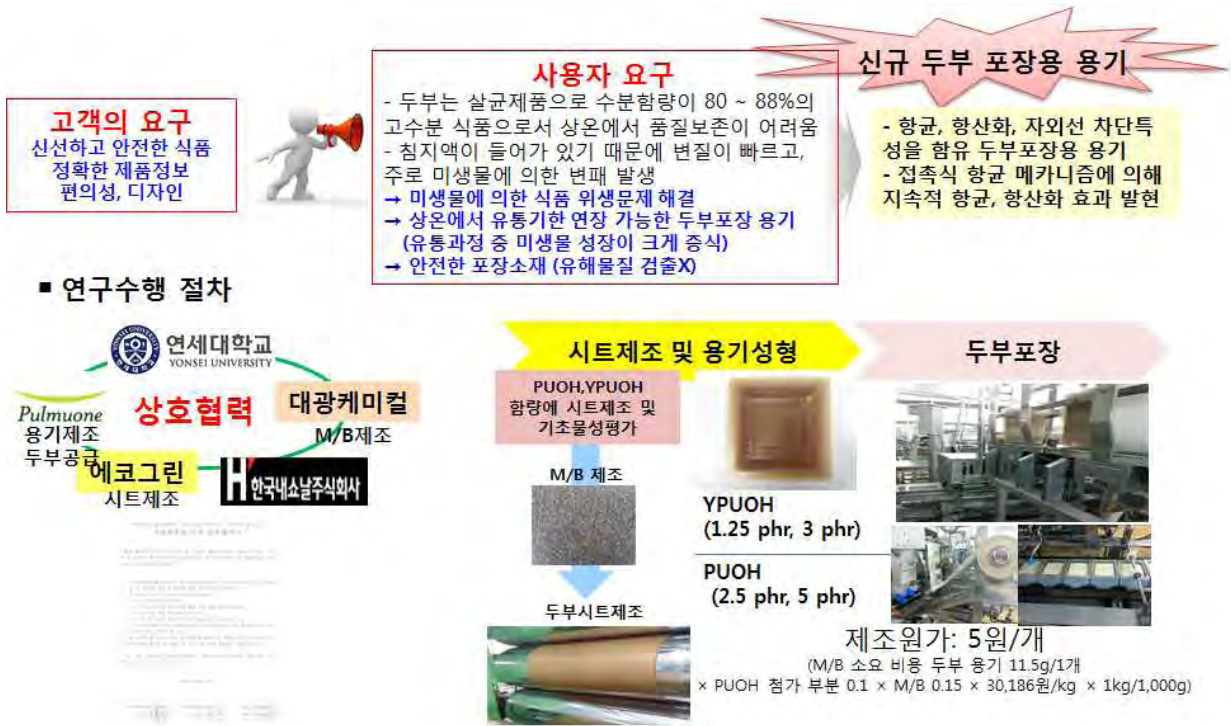 신규 두부 포장용 용기
고객의 요구
신선하고 안전한 식품
정확한 제품정보
편의성, 디자인
사용자 요구
- 두부는 살균제품으로 수분함량이 80 ~ 88%의
고수분 식품으로서 상온에서 품질보존이 어려움
- 침지액이 들어가 있기 때문에 변질이 빠르고,
주로 미생물에 의한 변패 발생
→ 미생물에 의한 식품 위생문제 해결
→ 상온에서 유통기한 연장 가능한 두부포장 용기
(유통과정 중 미생물 성장이 크게 증식)
→ 안전한 포장소재 (유해물질 검출X)
- 항균, 항산화, 자외선 차단특
성을 함유 두부포장용 용기
- 접촉식 항균 메카니즘에 의해
지속적 항균, 항산화 효과 발현
▪ 연구수행 절차
연세대학교
YONSEI UNIVERSITY
Pulmuone
용기제조
두부공급
상호협력
대광케미컬
M/B제조
에코그린
시트제조
H 한국내쇼날주식회사
시트제조 및 용기성형
두부포장
PUOH,YPUOH
함량에 시트제조 및
기초물성평가
M/B 제조
두부시트제조
YPUOH
(1.25 phr, 3 phr)
PUOH
(2.5 phr, 5 phr)
제조원가: 5원/개
(M/B 소요 비용 두부 용기 11.5g/1개
× PUOH 첨가 부분 0.1 × M/B 0.15 × 30,186원/kg × 1kg/1,000g)